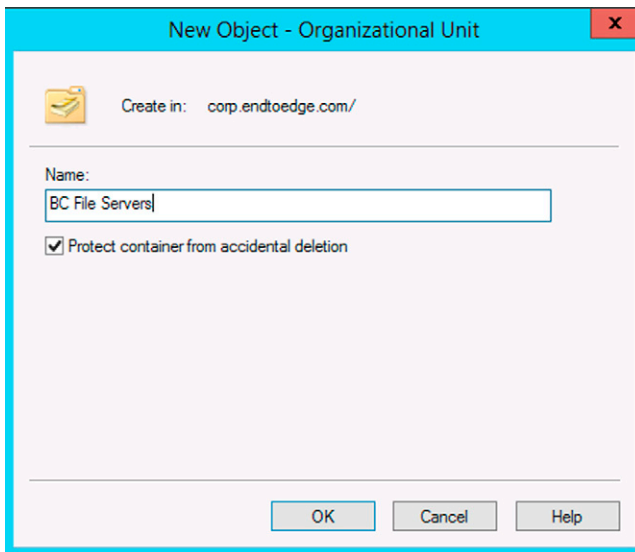 New Object - Organizational Unit
x
Create in: corp.endtoedge.com/
Name:
BC File Servers
Protect container from accidental deletion
OK Cancel Help